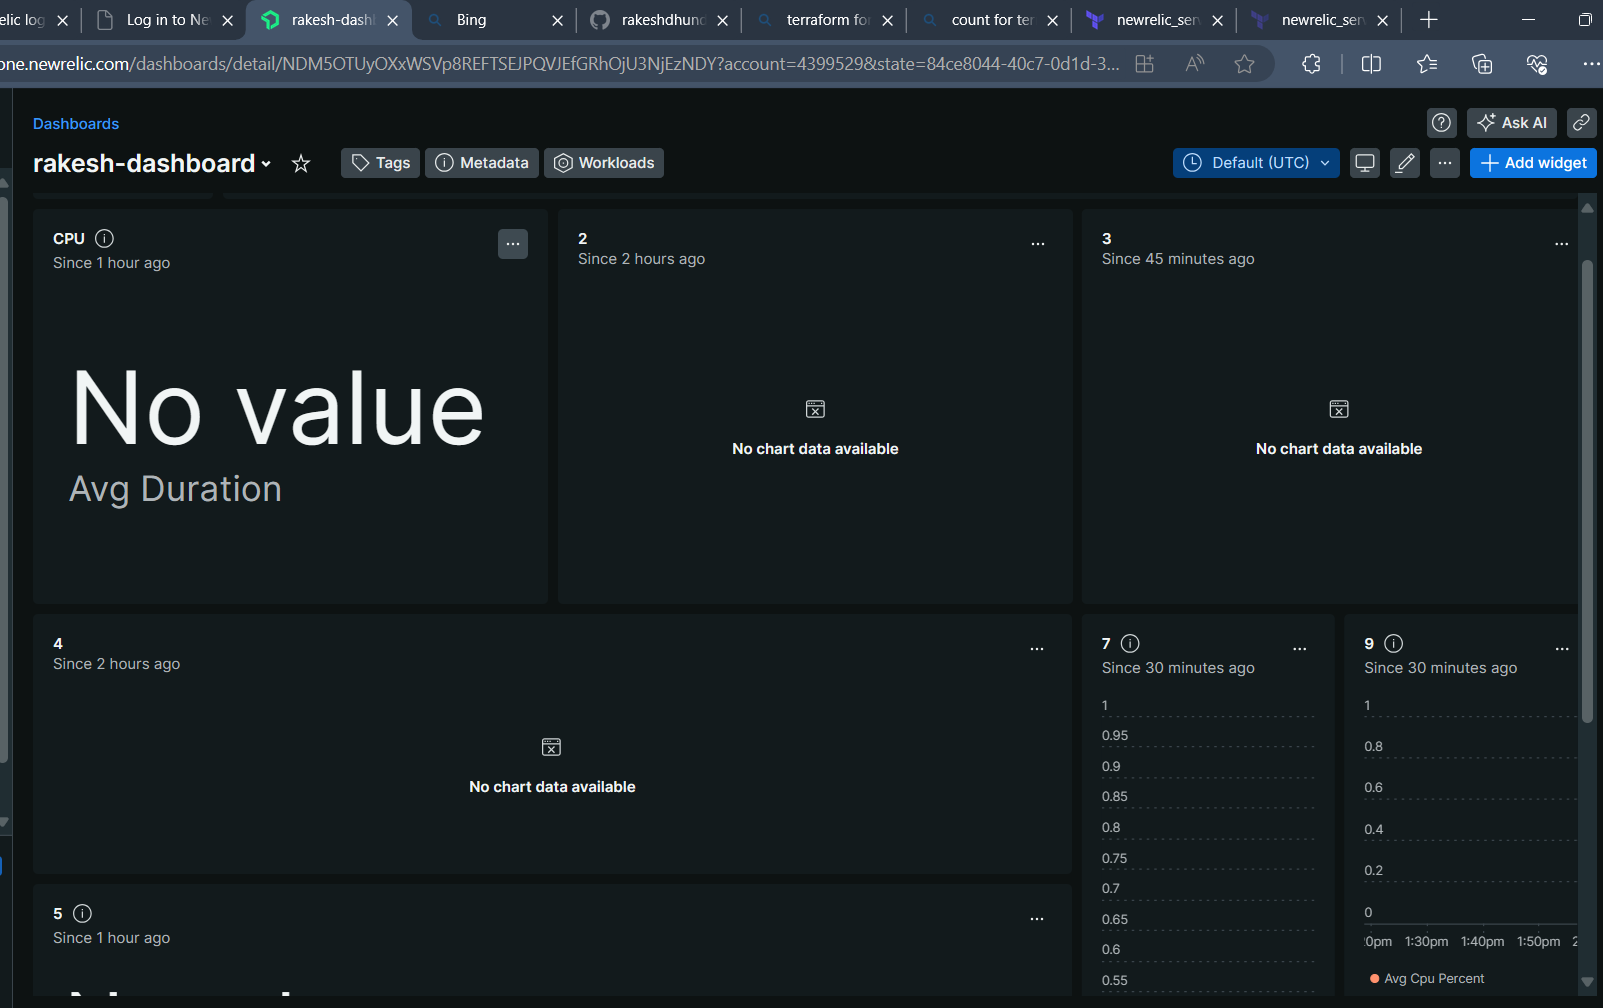 elic log
Log in to Ne
rakesh-dash
Bing
rakeshdhund
terraform for
count for ter
newrelic_serv
newrelic_serv
one.newrelic.com/dashboards/detail/NDM5OTUyOXxWSVp8REFTSEJPQVJEfGRhOjU3NjEzNDY?account=4399529&state=84ce8044-40c7-0d1d-3...
Dashboards
Ask AI
rakesh-dashboard
Tags
Metadata
Workloads
Default (UTC)
Add widget
CPU
Since 1 hour ago
No value
Avg Duration
2
Since 2 hours ago
No chart data available
3
Since 45 minutes ago
No chart data available
4
Since 2 hours ago
No chart data available
7
Since 30 minutes ago
1
0.95
0.9
0.85
0.8
0.75
0.7
0.65
0.6
0.55
9
Since 30 minutes ago
1
0.8
0.6
0.4
0.2
0
0pm 1:30pm 1:40pm 1:50pm 2
Avg Cpu Percent
5
Since 1 hour ago